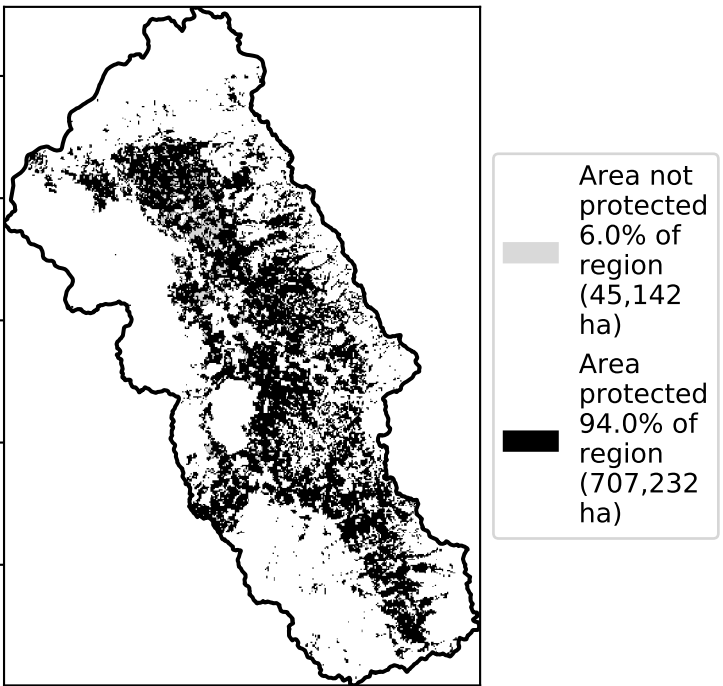 Area not
protected
6.0% of
region
(45,142
ha)
Area
protected
94.0% of
region
(707,232
ha)